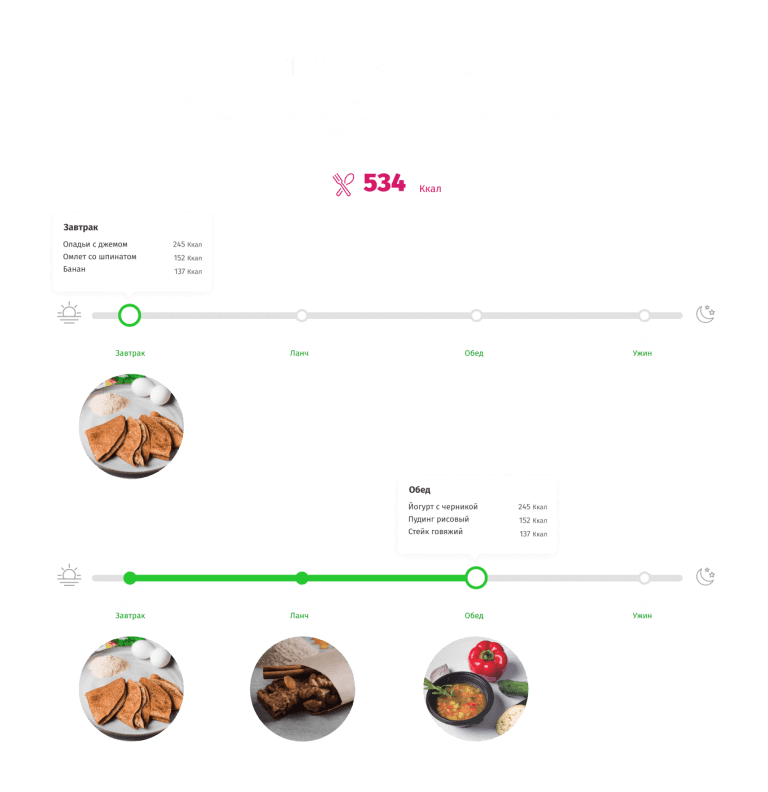 534 Ккал
Завтрак
Оладьи с джемом 245 Ккал
Омлет со шпинатом 152 Ккал
Банан 137 Ккал
Завтрак Ланч Обед Ужин
Обед
Йогурт с черникой 245 Ккал
Пудинг рисовый 152 Ккал
Стейк говяжий 137 Ккал
Завтрак Ланч Обед Ужин